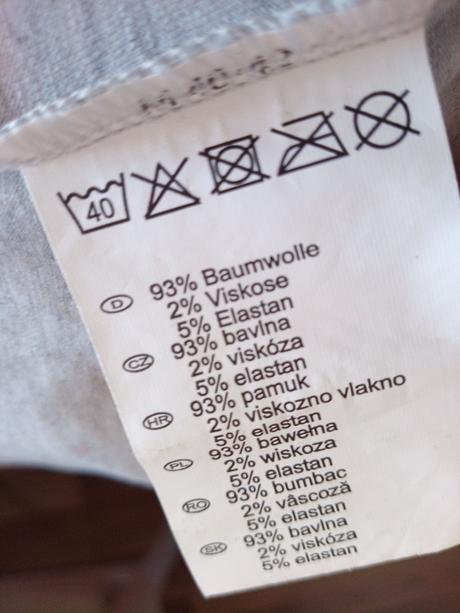 40
D 93% Baumwolle
2% Viskose
5% Elastan
CZ 93% bavlna
2% viskóza
5% elastan
HR 93% pamuk
2% viskozno vlakno
5% elastan
PL 93% bawełna
2% wiskoza
5% elastan
RO 93% bumbac
2% vâscoză
5% elastan
SK 93% bavlna
2% viskóza
5% elastan